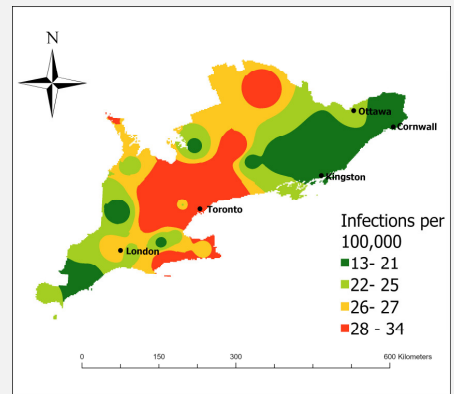 N
Ottawa
Cornwall
Kingston
Toronto
London
Infections per
100,000
13- 21
22- 25
26- 27
28 - 34
0 150 300 600 Kilometers